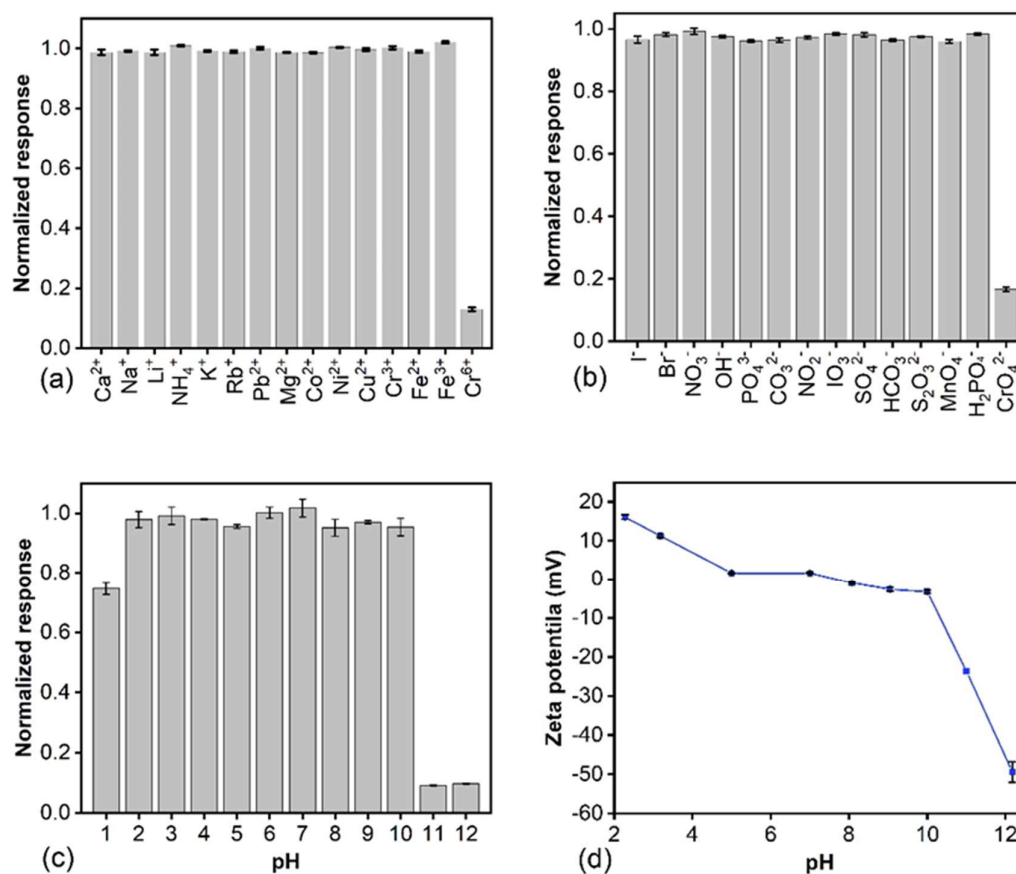 Normalized response
1.0
0.8
0.6
0.4
0.2
0.0
Ca²⁺ Na⁺ Li⁺ NH₄⁺ K⁺ Rb⁺ Pb²⁺ Mg²⁺ Co²⁺ Ni²⁺ Cu²⁺ Cr³⁺ Fe²⁺ Fe³⁺ Cr⁶⁺
(a)
Normalized response
1.0
0.8
0.6
0.4
0.2
0.0
I⁻ Br⁻ NO₃⁻ OH⁻ PO₄³⁻ CO₃²⁻ NO₂⁻ IO₃⁻ SO₄²⁻ HCO₃⁻ S₂O₃²⁻ MnO₄⁻ H₂PO₄⁻ CrO₄²⁻
(b)
Normalized response
1.0
0.8
0.6
0.4
0.2
0.0
1 2 3 4 5 6 7 8 9 10 11 12
(c) pH
Zeta potentila (mV)
20
10
0
-10
-20
-30
-40
-50
-60
2 4 6 8 10 12
(d) pH